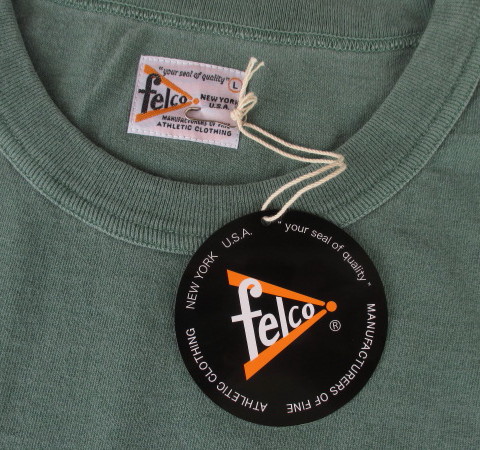 "your seal of quality"
L
felco
NEW YORK
U.S.A.
MANUFACTURERS OF FINE
ATHLETIC CLOTHING
"your seal of quality"
MANUFACTURERS OF FINE
ATHLETIC CLOTHING
NEW YORK U.S.A.
felco
®